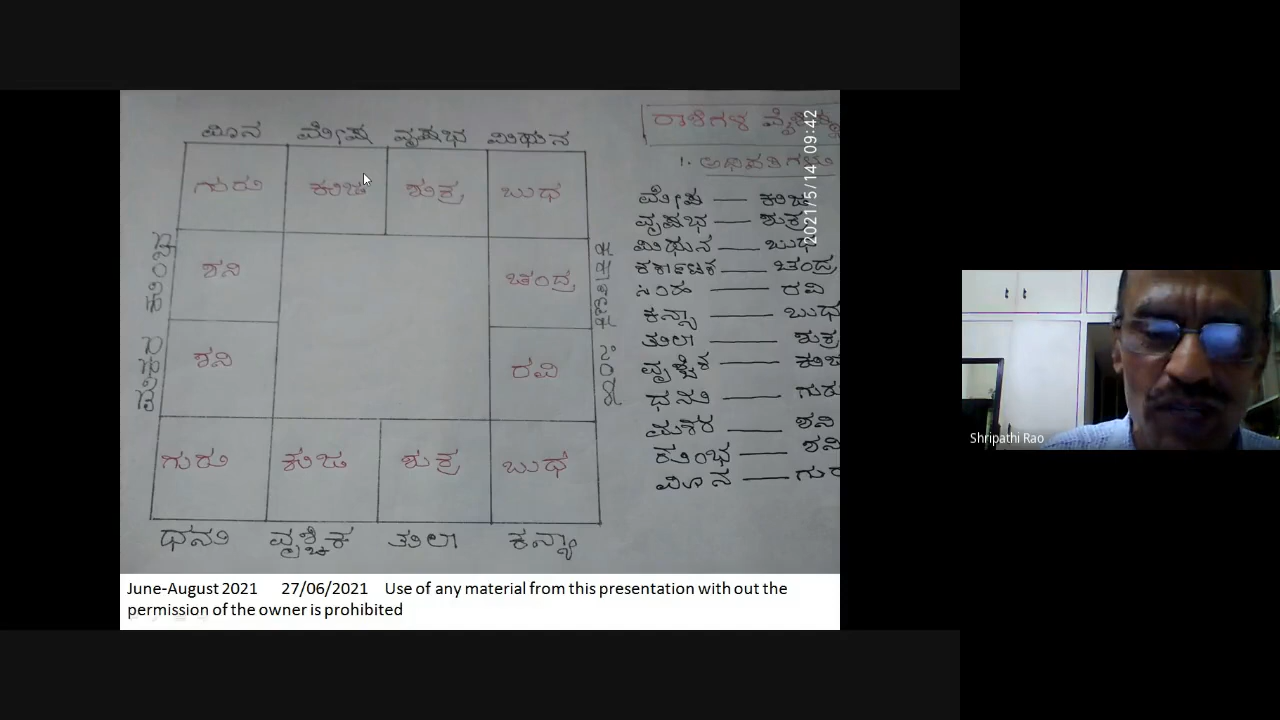 ಮೀನ ಮೇಷ ವೃಷಭ ಮಿಥುನ
ಗುರು ಕುಜ ಶುಕ್ರ ಬುಧ
ಕುಂಭ ಶನಿ ಚಂದ್ರ ಕರ್ಕಾಟಕ
ಮಕರ ಶನಿ ರವಿ ಸಿಂಹ
ಗುರು ಕುಜ ಶುಕ್ರ ಬುಧ
ಧನು ವೃಶ್ಚಿಕ ತುಲಾ ಕನ್ಯಾ
ರಾಶಿಗಳ
1. ಅಧಿಪತಿಗಳು
ಮೇಷ — ಕುಜ
ವೃಷಭ — ಶುಕ್ರ
ಮಿಥುನ — ಬುಧ
ಕರ್ಕಾಟಕ — ಚಂದ್ರ
ಸಿಂಹ — ರವಿ
ಕನ್ಯಾ — ಬುಧ
ತುಲಾ — ಶುಕ್ರ
ವೃಶ್ಚಿಕ — ಕುಜ
ಧನು — ಗುರು
ಮಕರ — ಶನಿ
ಕುಂಭ — ಶನಿ
ಮೀನ — ಗುರ
2021/5/14 09:42
June-August 2021 27/06/2021 Use of any material from this presentation with out the
permission of the owner is prohibited
Shripathi Rao